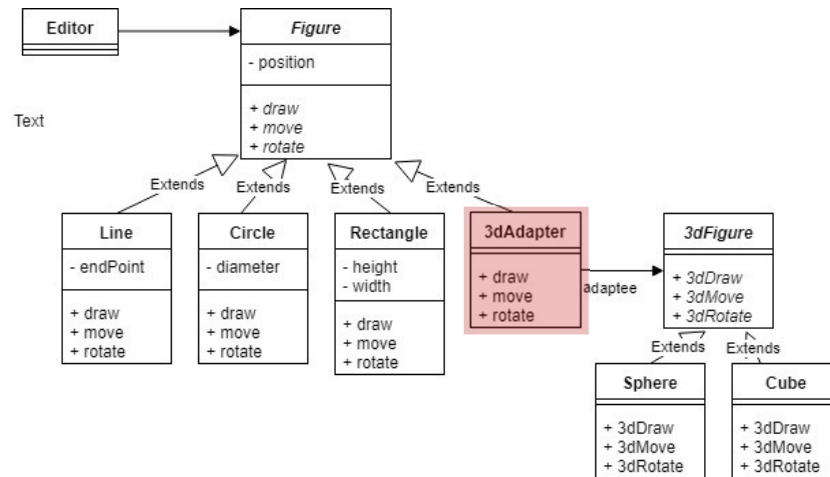 Editor
Figure
- position
+ draw
+ move
+ rotate
Text
Extends
Extends
Extends
Extends
Line
- endPoint
+ draw
+ move
+ rotate
Circle
- diameter
+ draw
+ move
+ rotate
Rectangle
- height
- width
+ draw
+ move
+ rotate
3dAdapter
+ draw
+ move
+ rotate
adaptee
3dFigure
+ 3dDraw
+ 3dMove
+ 3dRotate
Extends
Extends
Sphere
+ 3dDraw
+ 3dMove
+ 3dRotate
Cube
+ 3dDraw
+ 3dMove
+ 3dRotate